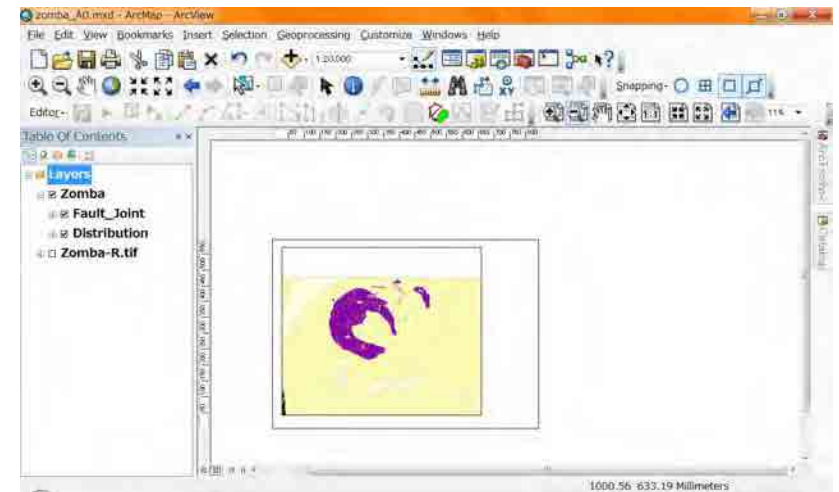 zomba_A0.mxd - ArcMap - ArcView
File Edit View Bookmarks Insert Selection Geoprocessing Customize Windows Help
1:20,000
Snapping
Editor
11%
Table Of Contents
Layers
Zomba
Fault_Joint
Distribution
Zomba-R.tif
1000.56 633.19 Millimeters